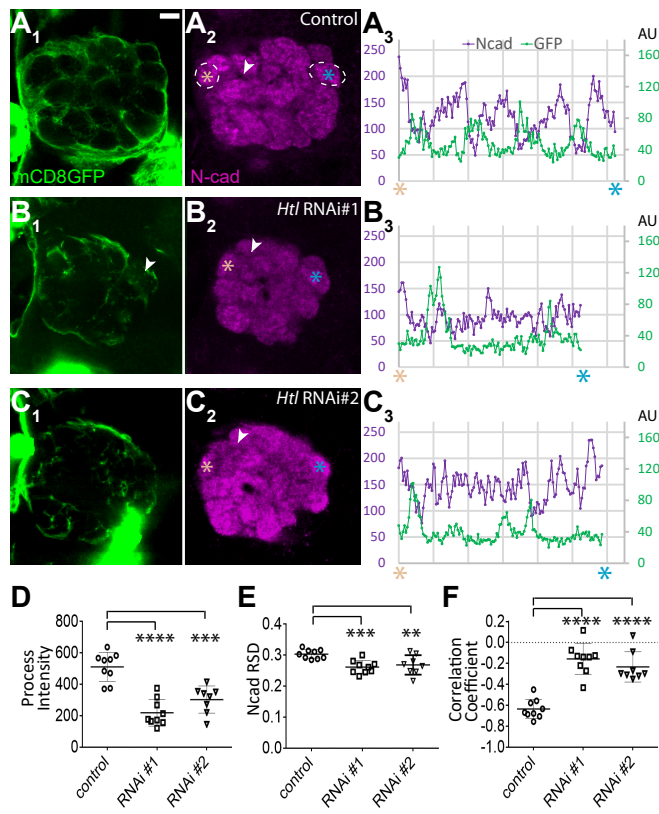 A1
mCD8GFP
A2
Control
N-cad
A3
Ncad GFP
AU
250
200
150
100
50
0
160
120
80
40
0
*
*
B1
B2
Htl RNAi#1
B3
AU
250
200
150
100
50
0
160
120
80
40
0
*
*
C1
C2
Htl RNAi#2
C3
AU
250
200
150
100
50
0
160
120
80
40
0
*
*
D
Process
Intensity
800
600
400
200
0
****
***
control
RNAi #1
RNAi #2
E
Ncad RSD
0.4
0.3
0.2
0.1
0.0
***
**
control
RNAi #1
RNAi #2
F
Correlation
Coefficient
0.2
0.0
-0.2
-0.4
-0.6
-0.8
-1.0
****
****
control
RNAi #1
RNAi #2